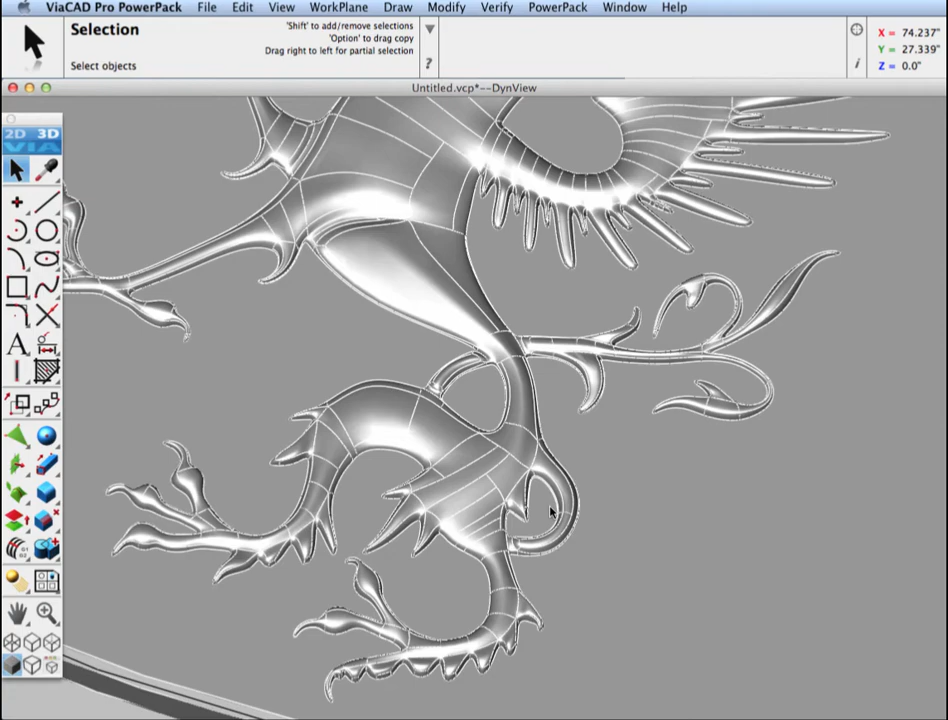 ViaCAD Pro PowerPack File Edit View WorkPlane Draw Modify Verify PowerPack Window Help
Selection
'Shift' to add/remove selections
'Option' to drag copy
Drag right to left for partial selection
Select objects
?
i
X = 74.237"
Y = 27.339"
Z = 0.0"
Untitled.vcp*--DynView
2D 3D
VIA
A